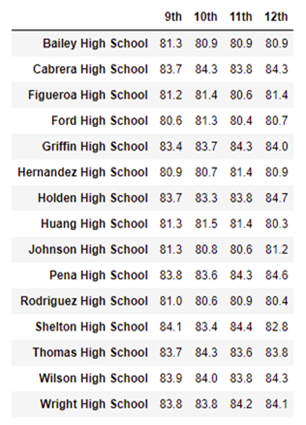 9th 10th 11th 12th
Bailey High School 81.3 80.9 80.9 80.9
Cabrera High School 83.7 84.3 83.8 84.3
Figueroa High School 81.2 81.4 80.6 81.4
Ford High School 80.6 81.3 80.4 80.7
Griffin High School 83.4 83.7 84.3 84.0
Hernandez High School 80.9 80.7 81.4 80.9
Holden High School 83.7 83.3 83.8 84.7
Huang High School 81.3 81.5 81.4 80.3
Johnson High School 81.3 80.8 80.6 81.2
Pena High School 83.8 83.6 84.3 84.6
Rodriguez High School 81.0 80.6 80.9 80.4
Shelton High School 84.1 83.4 84.4 82.8
Thomas High School 83.7 84.3 83.6 83.8
Wilson High School 83.9 84.0 83.8 84.3
Wright High School 83.8 83.8 84.2 84.1